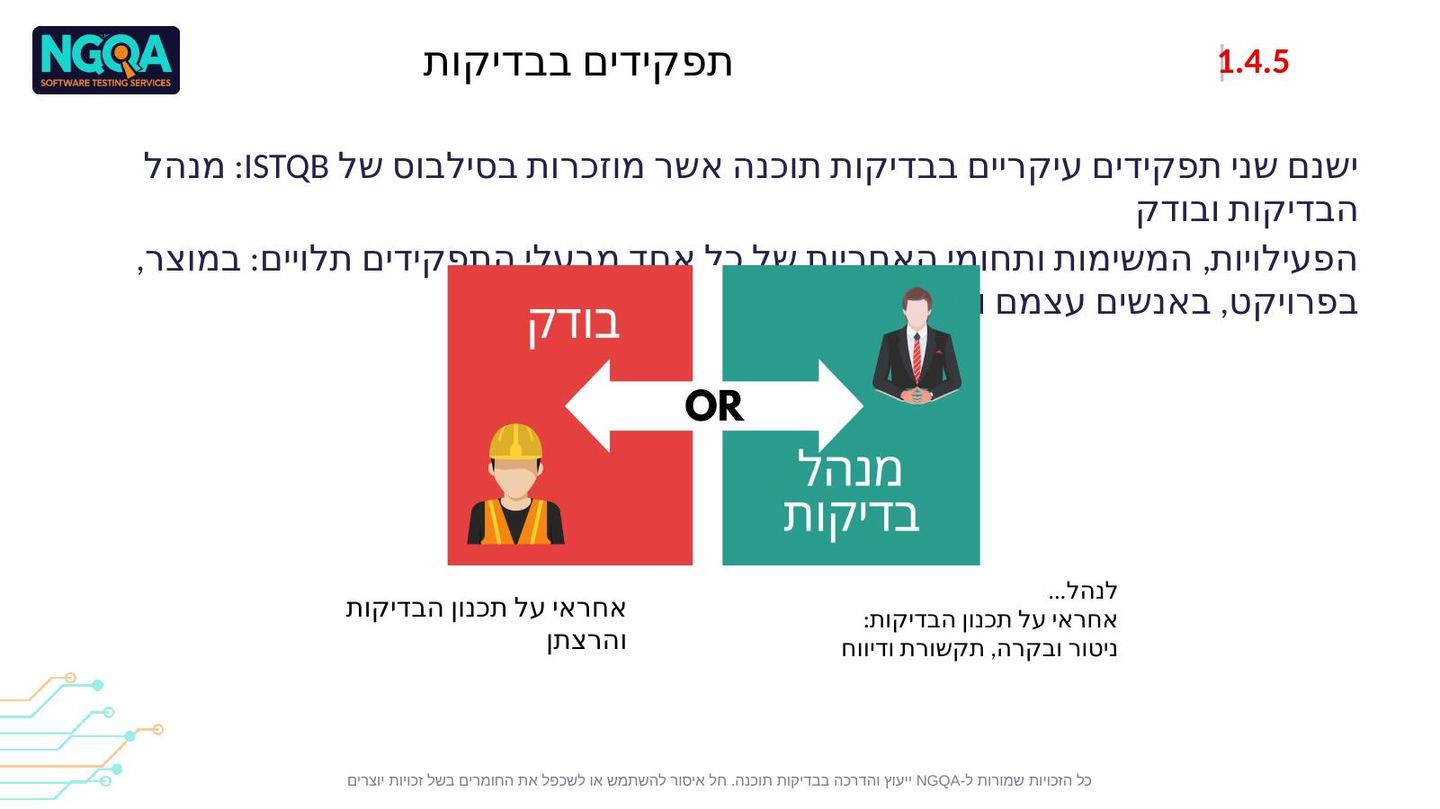 NGQA
SOFTWARE TESTING SERVICES
תפקידים בבדיקות
1.4.5
ישנם שני תפקידים עיקריים בבדיקות תוכנה אשר מוזכרות בסילבוס של ISTQB: מנהל
הבדיקות ובודק
הפעילויות, המשימות ותחומי האחריות של כל אחד מבעלי התפקידים תלויים: במוצר,
בפרויקט, באנשים עצמם
בודק
OR
מנהל
בדיקות
לנהל...
אחראי על תכנון הבדיקות:
ניטור ובקרה, תקשורת ודיווח
אחראי על תכנון הבדיקות
והרצתן
כל הזכויות שמורות ל-NGQA ייעוץ והדרכה בבדיקות תוכנה. חל איסור להשתמש או לשכפל את החומרים בשל זכויות יוצרים